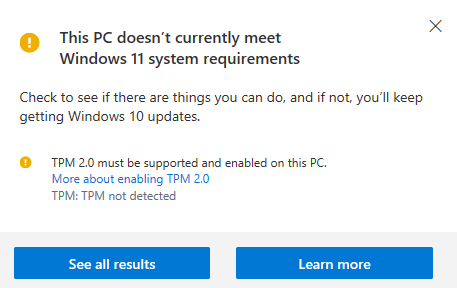 This PC doesn’t currently meet
Windows 11 system requirements
Check to see if there are things you can do, and if not, you’ll keep
getting Windows 10 updates.
TPM 2.0 must be supported and enabled on this PC.
More about enabling TPM 2.0
TPM: TPM not detected
See all results
Learn more